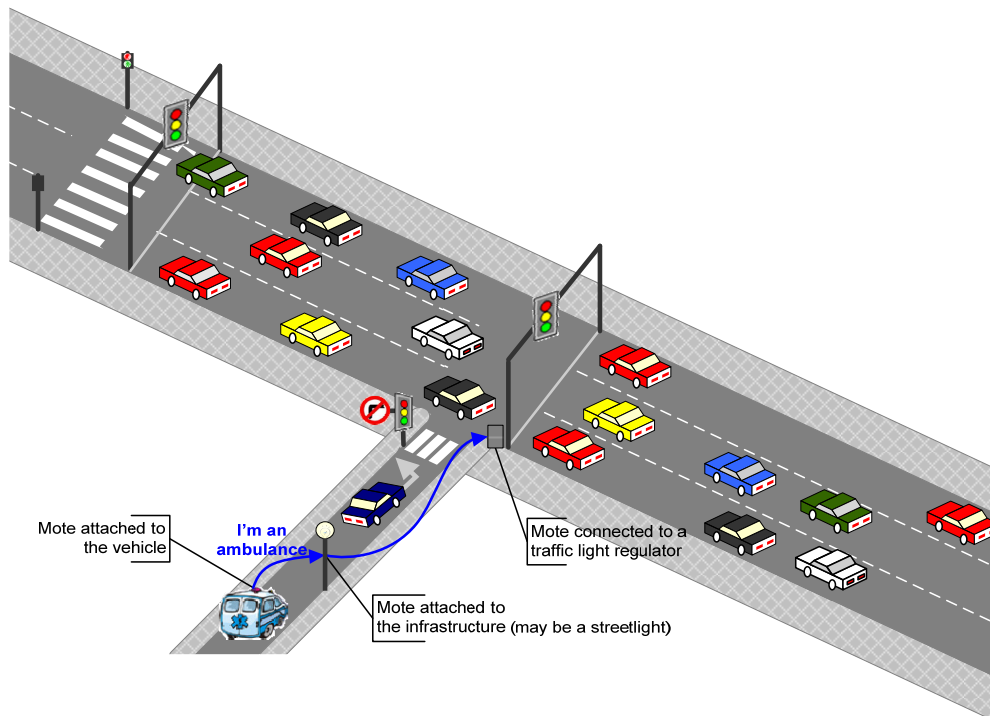 Mote attached to
the vehicle
I'm an
ambulance
Mote connected to a
traffic light regulator
Mote attached to
the infrastructure (may be a streetlight)